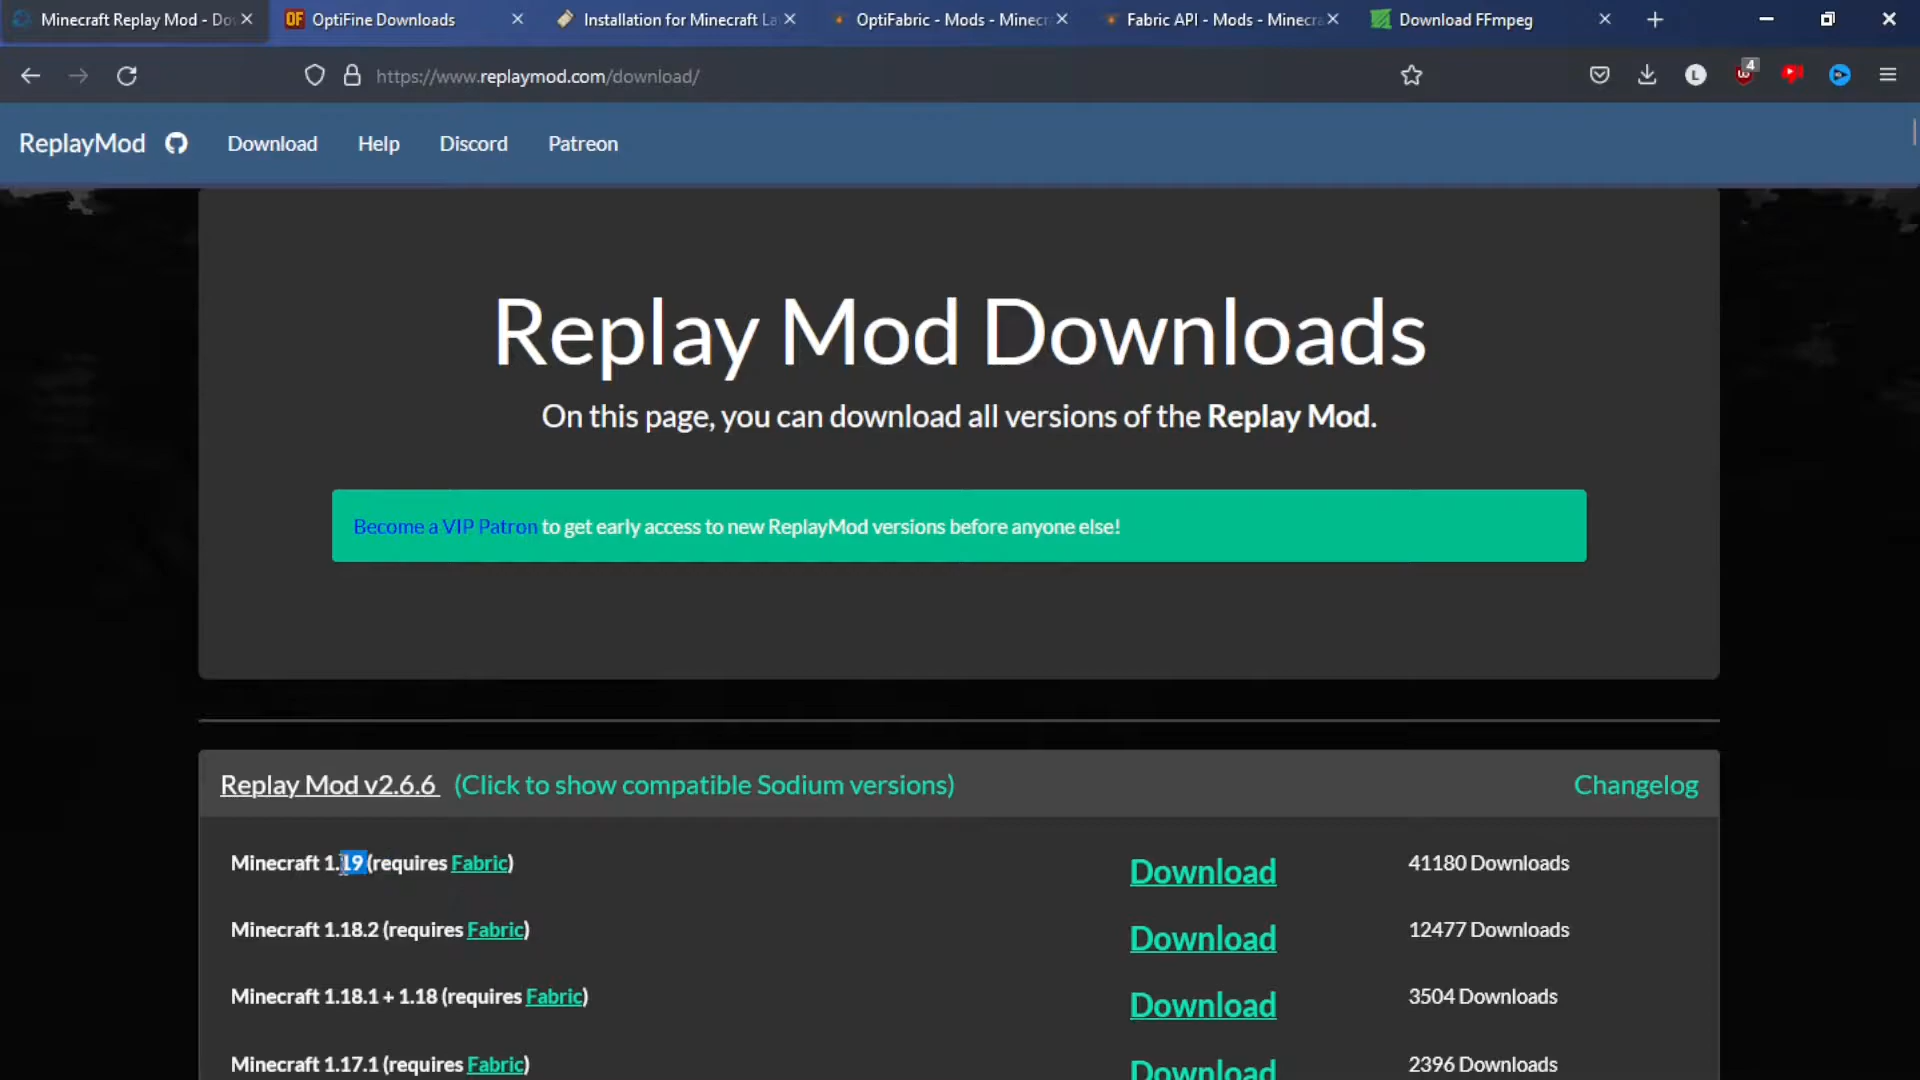 Minecraft Replay Mod - Do
OptiFine Downloads
Installation for Minecraft La
OptiFabric - Mods - Minec
Fabric API - Mods - Minecra
Download FFmpeg
https://www.replaymod.com/download/
L
4
ReplayMod
Download
Help
Discord
Patreon
Replay Mod Downloads
On this page, you can download all versions of the Replay Mod.
Become a VIP Patron to get early access to new ReplayMod versions before anyone else!
Replay Mod v2.6.6 (Click to show compatible Sodium versions) Changelog
Minecraft 1.19 (requires Fabric) Download 41180 Downloads
Minecraft 1.18.2 (requires Fabric) Download 12477 Downloads
Minecraft 1.18.1 + 1.18 (requires Fabric) Download 3504 Downloads
Minecraft 1.17.1 (requires Fabric) Download 2396 Downloads